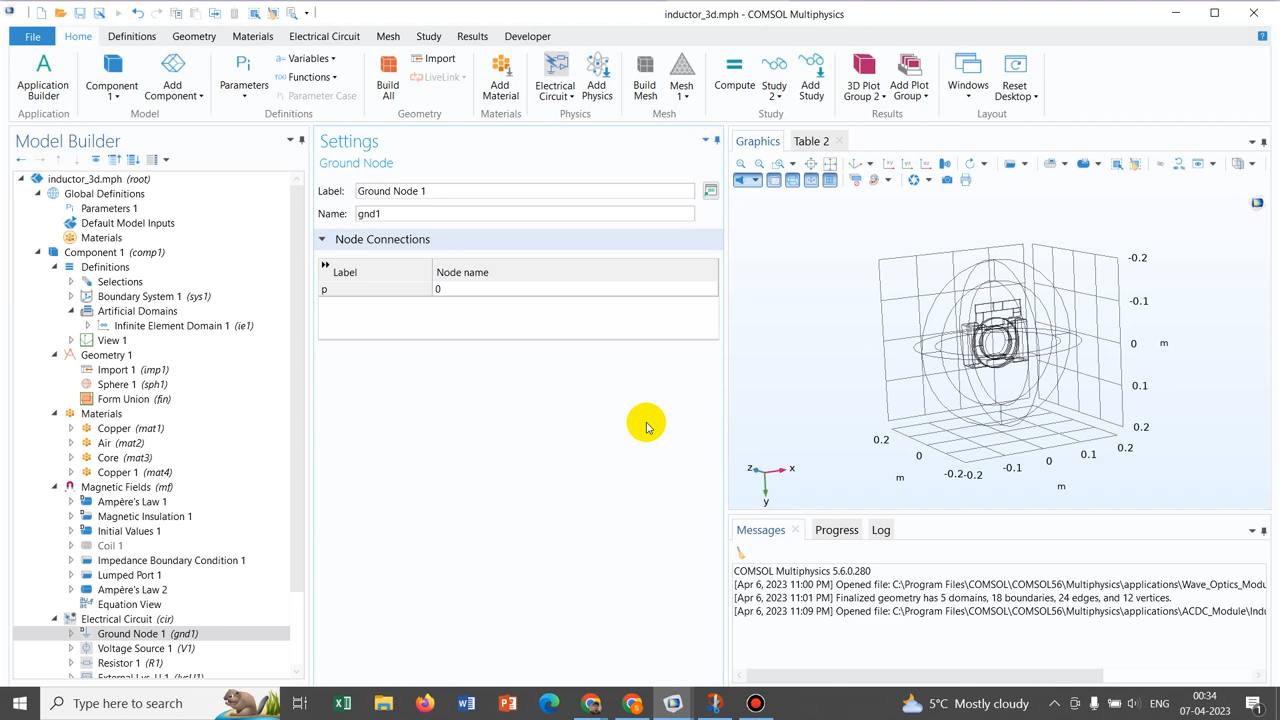 inductor_3d.mph - COMSOL Multiphysics
File Home Definitions Geometry Materials Electrical Circuit Mesh Study Results Developer
Application Builder
Component 1
Add Component
Parameters
Variables
Functions
Parameter Case
Build All
Import
LiveLink
Add Material
Electrical Circuit
Add Physics
Build Mesh
Mesh 1
Compute
Study 2
Add Study
3D Plot Group 2
Add Plot Group
Windows
Reset Desktop
Application Model Definitions Geometry Materials Physics Mesh Study Results Layout
Model Builder
inductor_3d.mph (root)
Global Definitions
Parameters 1
Default Model Inputs
Materials
Component 1 (comp1)
Definitions
Selections
Boundary System 1 (sys1)
Artificial Domains
Infinite Element Domain 1 (ie1)
View 1
Geometry 1
Import 1 (imp1)
Sphere 1 (sph1)
Form Union (fin)
Materials
Copper (mat1)
Air (mat2)
Core (mat3)
Copper 1 (mat4)
Magnetic Fields (mf)
Ampère's Law 1
Magnetic Insulation 1
Initial Values 1
Coil 1
Impedance Boundary Condition 1
Lumped Port 1
Ampère's Law 2
Equation View
Electrical Circuit (cir)
Ground Node 1 (gnd1)
Voltage Source 1 (V1)
Resistor 1 (R1)
Settings
Ground Node
Label: Ground Node 1
Name: gnd1
Node Connections
Label Node name
p 0
Graphics Table 2
-0.2
-0.1
0 m
0.1
0.2
0.2
0
-0.2
m
-0.2
-0.1
0
0.1
0.2
m
z x
y
Messages Progress Log
COMSOL Multiphysics 5.6.0.280
[Apr 6, 2023 11:00 PM] Opened file: C:\Program Files\COMSOL\COMSOL56\Multiphysics\applications\Wave_Optics_Modu
[Apr 6, 2023 11:01 PM] Finalized geometry has 5 domains, 18 boundaries, 24 edges, and 12 vertices.
[Apr 6, 2023 11:09 PM] Opened file: C:\Program Files\COMSOL\COMSOL56\Multiphysics\applications\ACDC_Module\Indu
Type here to search
5°C Mostly cloudy
ENG
00:34
07-04-2023